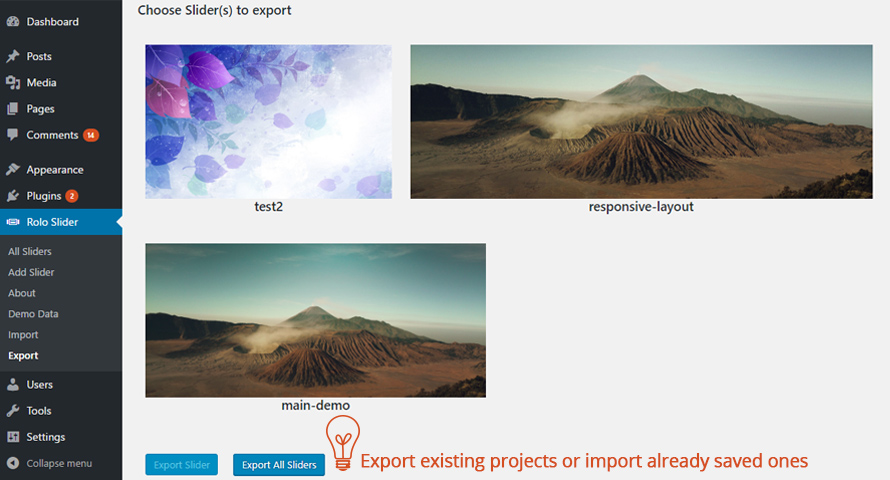 Choose Slider(s) to export
Dashboard
Posts
Media
Pages
Comments 14
Appearance
Plugins 2
Rolo Slider
All Sliders
Add Slider
About
Demo Data
Import
Export
Users
Tools
Settings
Collapse menu
test2
responsive-layout
main-demo
Export Slider
Export All Sliders
Export existing projects or import already saved ones